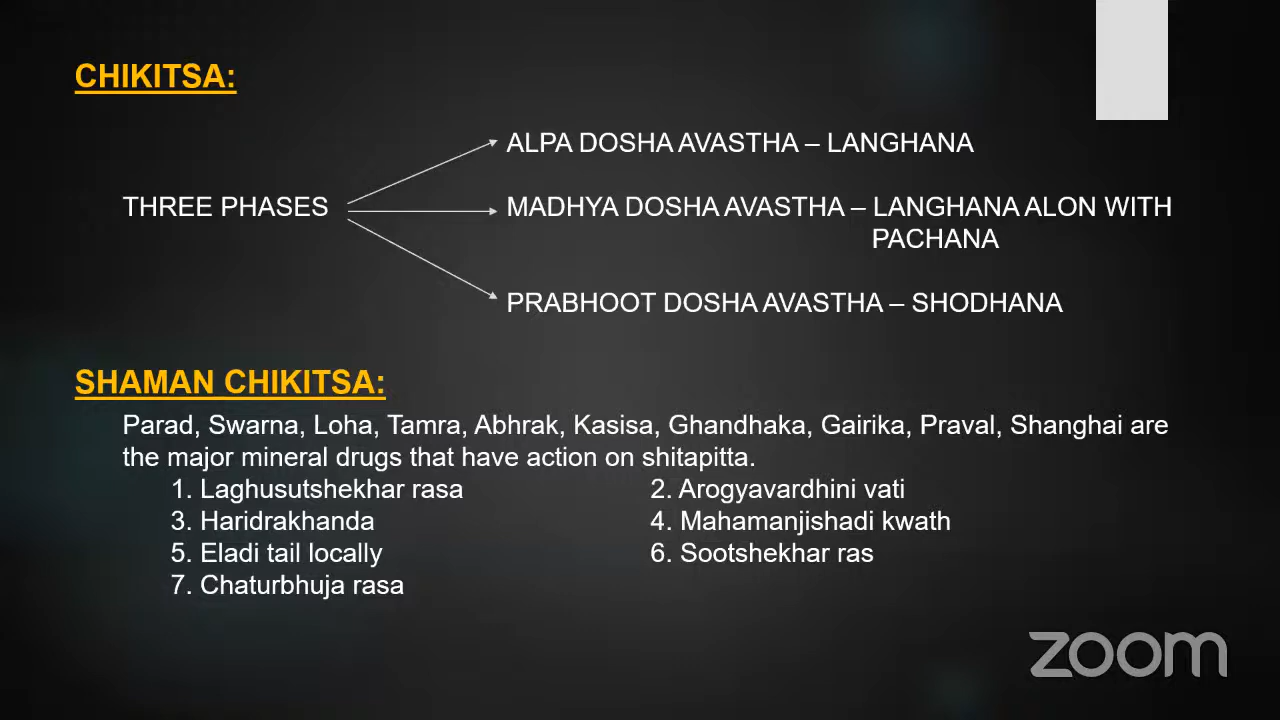 CHIKITSA:
ALPA DOSHA AVASTHA – LANGHANA
THREE PHASES
MADHYA DOSHA AVASTHA – LANGHANA ALON WITH
PACHANA
PRABHOOT DOSHA AVASTHA – SHODHANA
SHAMAN CHIKITSA:
Parad, Swarna, Loha, Tamra, Abhrak, Kasisa, Ghandhaka, Gairika, Praval, Shanghai are
the major mineral drugs that have action on shitapitta.
1. Laghusutshekhar rasa 2. Arogyavardhini vati
3. Haridrakhanda 4. Mahamanjishadi kwath
5. Eladi tail locally 6. Sootshekhar ras
7. Chaturbhuja rasa
zoom